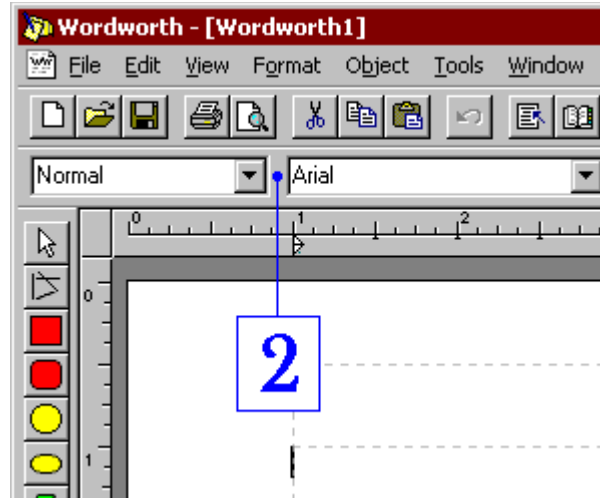 Wordworth - [Wordworth1]
File Edit View Format Object Tools Window
Normal Arial
0 1 2
0
2
1